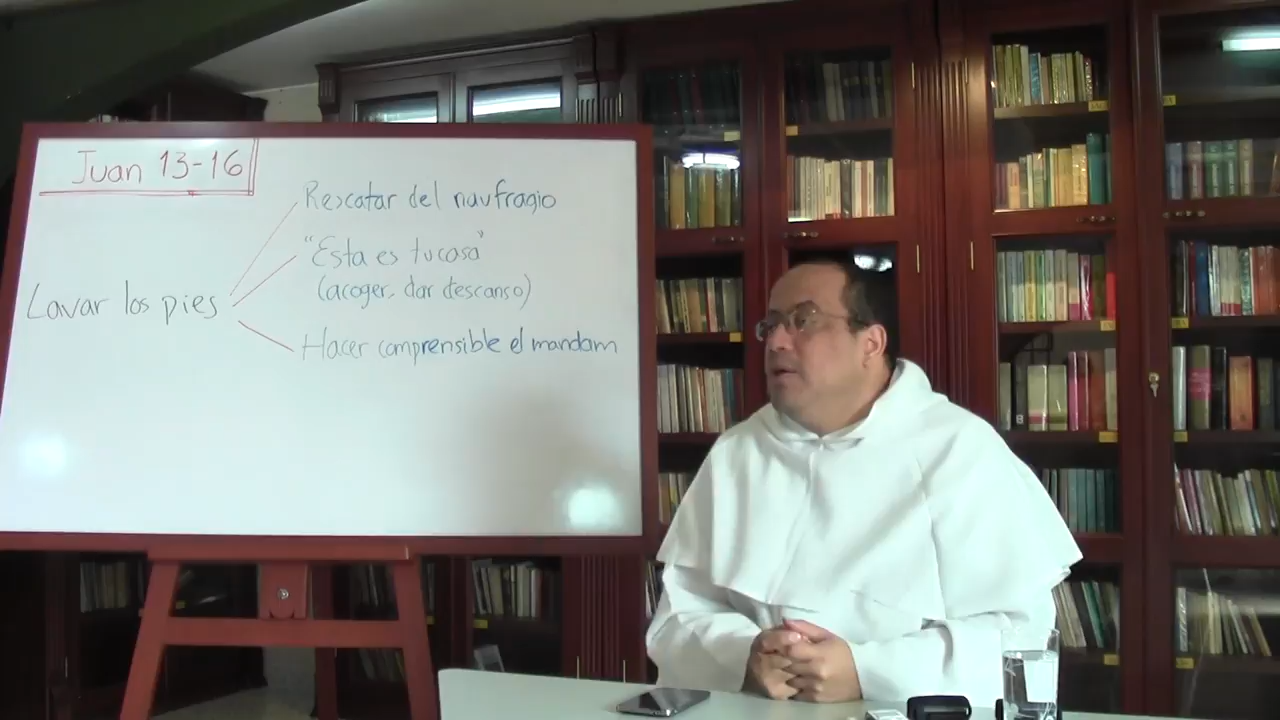 Juan 13-16
Rescatar del naufragio
"Esta es tu casa"
(acoger, dar descanso)
Lavar los pies
Hacer comprensible el mandam